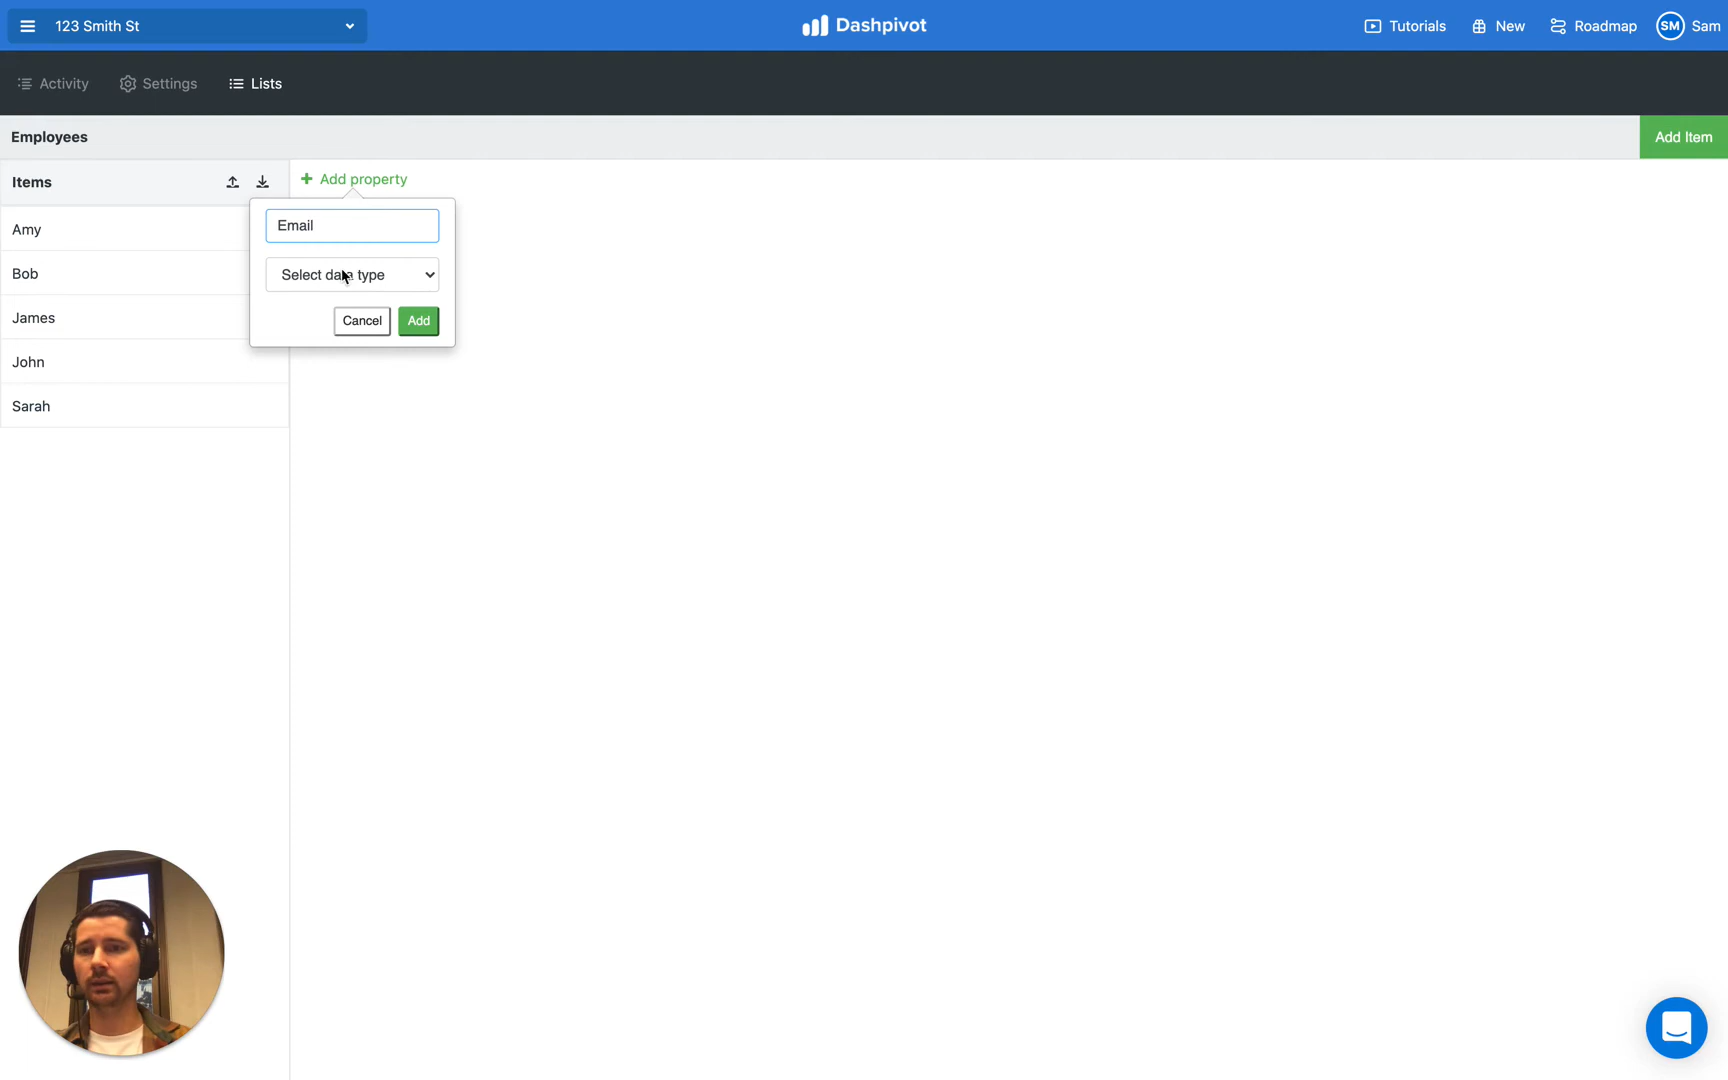 123 Smith St
Dashpivot
Tutorials
New
Roadmap
SM Sam
Activity
Settings
Lists
Employees
Add Item
Items
+ Add property
Amy
Bob
James
John
Sarah
Email
Select data type
Cancel
Add